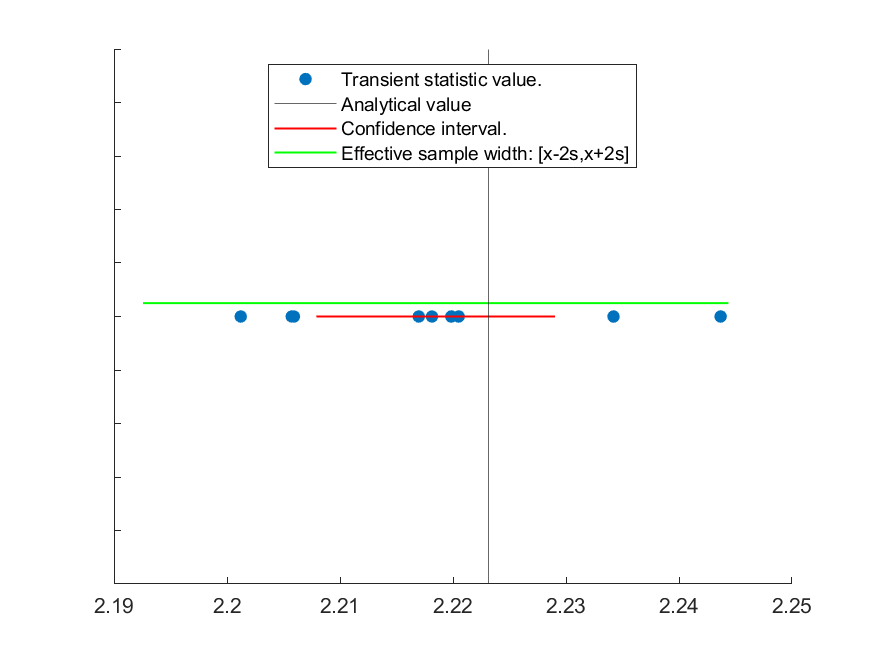 Transient statistic value.
Analytical value
Confidence interval.
Effective sample width: [x-2s,x+2s]
2.19 2.2 2.21 2.22 2.23 2.24 2.25